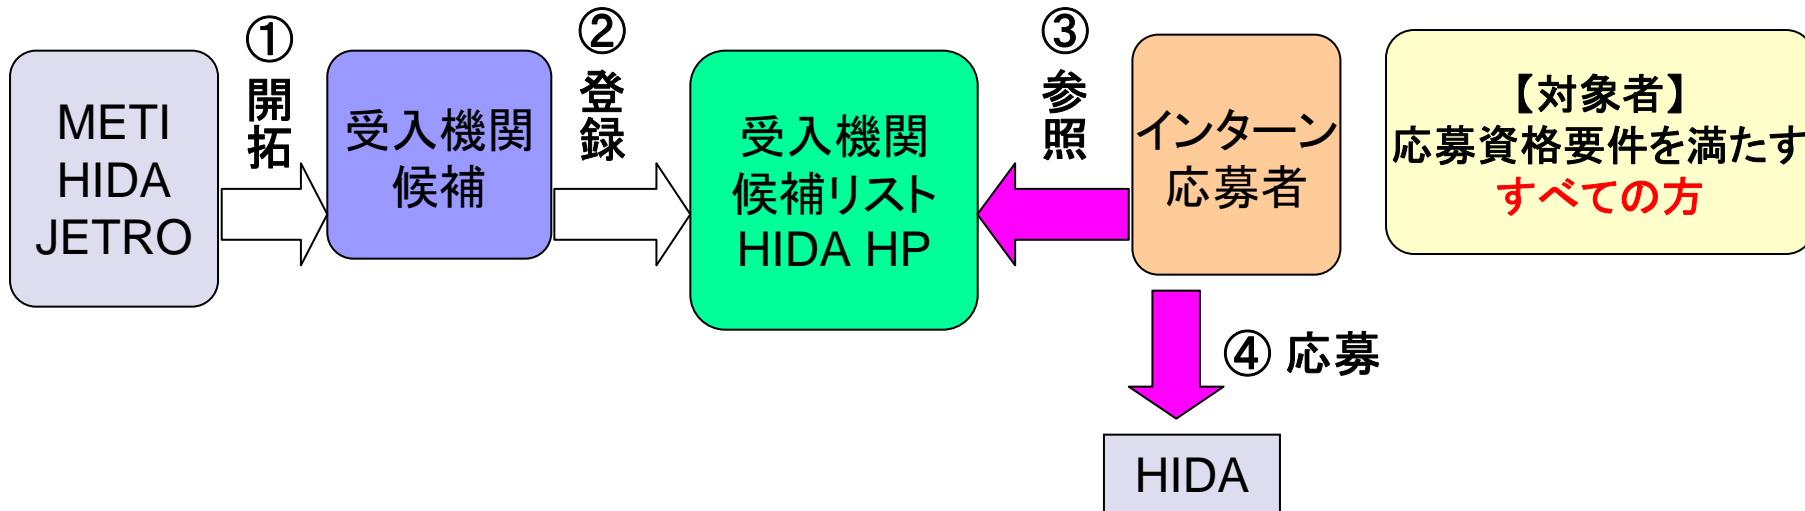 METI
HIDA
JETRO
①
開
拓
受入機関
候補
②
登
録
受入機関
候補リスト
HIDA HP
③
参
照
インターン
応募者
【対象者】
応募資格要件を満たす
すべての方
④ 応募
HIDA